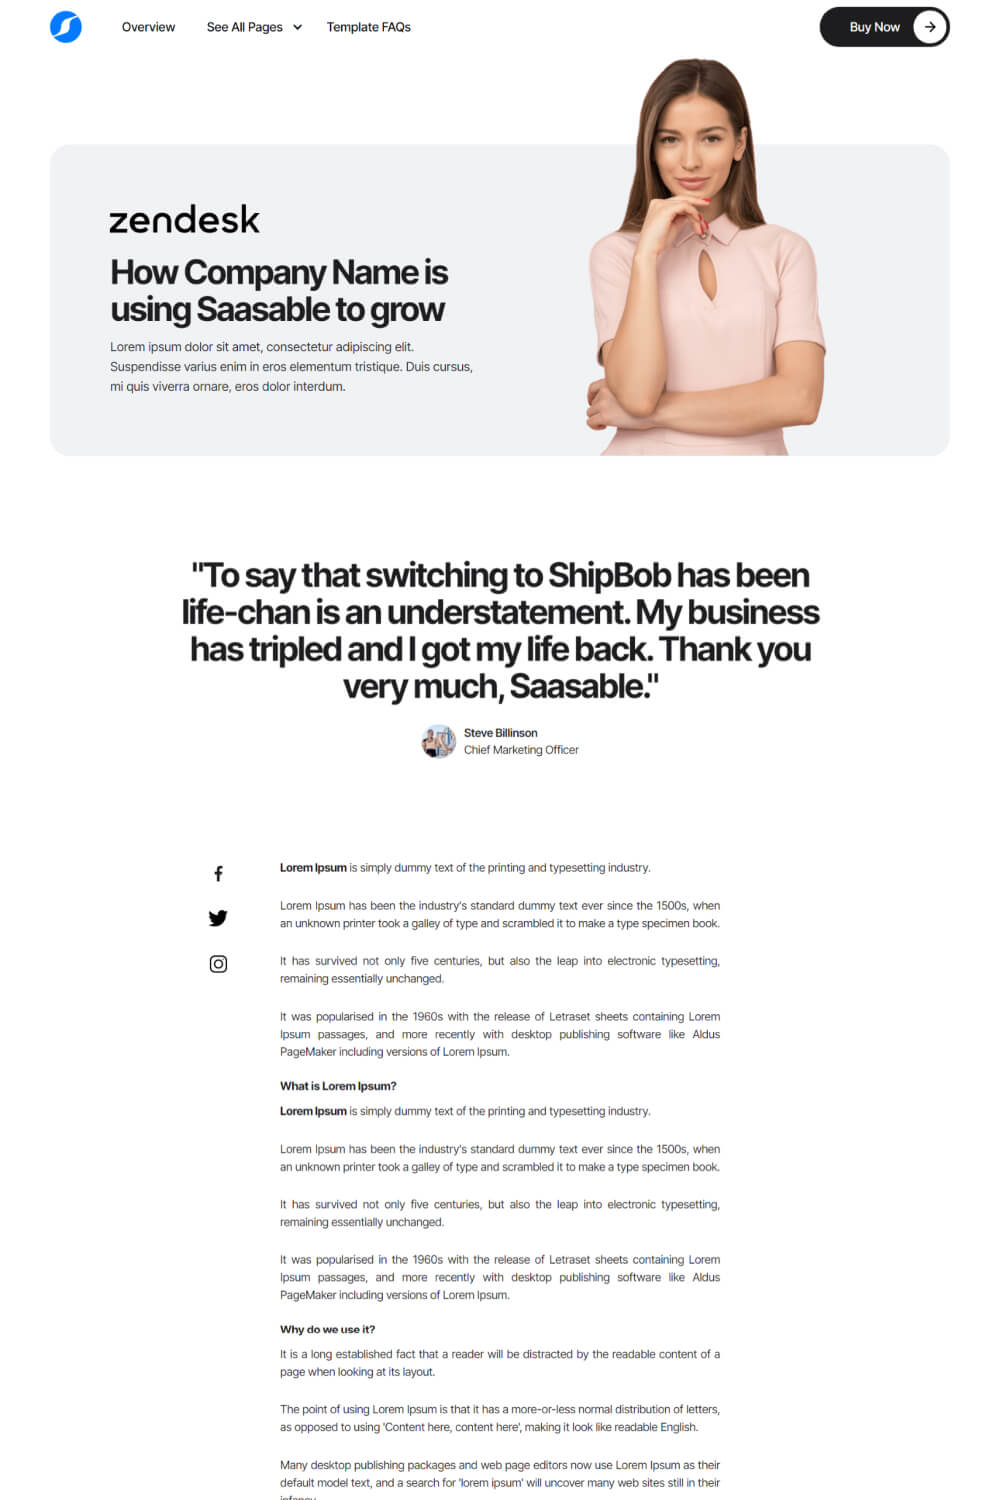 Overview
See All Pages
Template FAQs
Buy Now
zendesk
How Company Name is
using Saasable to grow
Lorem ipsum dolor sit amet, consectetur adipiscing elit.
Suspendisse varius enim in eros elementum tristique. Duis cursus,
mi quis viverra ornare, eros dolor interdum.
"To say that switching to ShipBob has been
life-chan is an understatement. My business
has tripled and I got my life back. Thank you
very much, Saasable."
Steve Billinson
Chief Marketing Officer
Lorem Ipsum is simply dummy text of the printing and typesetting industry.
Lorem Ipsum has been the industry's standard dummy text ever since the 1500s, when
an unknown printer took a galley of type and scrambled it to make a type specimen book.
It has survived not only five centuries, but also the leap into electronic typesetting,
remaining essentially unchanged.
It was popularised in the 1960s with the release of Letraset sheets containing Lorem
Ipsum passages, and more recently with desktop publishing software like Aldus
PageMaker including versions of Lorem Ipsum.
What is Lorem Ipsum?
Lorem Ipsum is simply dummy text of the printing and typesetting industry.
Lorem Ipsum has been the industry's standard dummy text ever since the 1500s, when
an unknown printer took a galley of type and scrambled it to make a type specimen book.
It has survived not only five centuries, but also the leap into electronic typesetting,
remaining essentially unchanged.
It was popularised in the 1960s with the release of Letraset sheets containing Lorem
Ipsum passages, and more recently with desktop publishing software like Aldus
PageMaker including versions of Lorem Ipsum.
Why do we use it?
It is a long established fact that a reader will be distracted by the readable content of a
page when looking at its layout.
The point of using Lorem Ipsum is that it has a more-or-less normal distribution of letters,
as opposed to using 'Content here, content here', making it look like readable English.
Many desktop publishing packages and web page editors now use Lorem Ipsum as their
default model text, and a search for 'lorem ipsum' will uncover many web sites still in their
infancy.